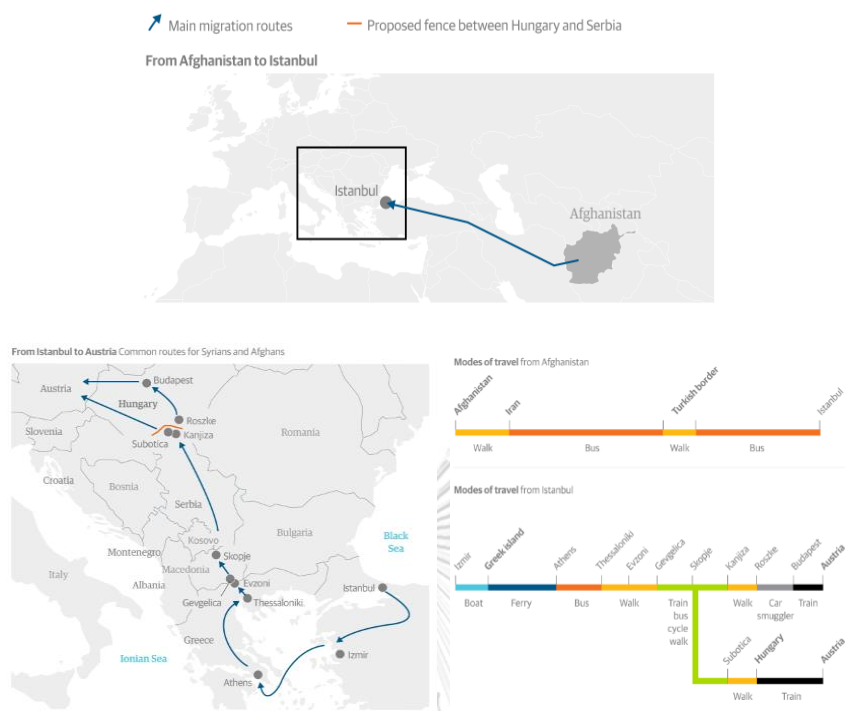 Main migration routes
Proposed fence between Hungary and Serbia
From Afghanistan to Istanbul
Istanbul
Afghanistan
From Istanbul to Austria Common routes for Syrians and Afghans
Budapest
Austria
Hungary
Roszke
Slovenia
Kanjiza
Subotica
Romania
Croatia
Bosnia
Serbia
Bulgaria
Black
Sea
Kosovo
Montenegro
Skopje
Italy
Macedonia
Albania
Evzoni
Istanbul
Gevgelica
Thessaloniki
Greece
Ionian Sea
Izmir
Athens
Modes of travel from Afghanistan
Afghanistan
Iran
Turkish border
Istanbul
Walk
Bus
Walk
Bus
Modes of travel from Istanbul
Izmir
Greek island
Athens
Thessaloniki
Evzoni
Gevgelica
Skopje
Kanjiza
Roszke
Budapest
Austria
Boat
Ferry
Bus
Walk
Train
bus
cycle
walk
Walk
Car
smuggler
Train
Subotica
Hungary
Austria
Walk
Train